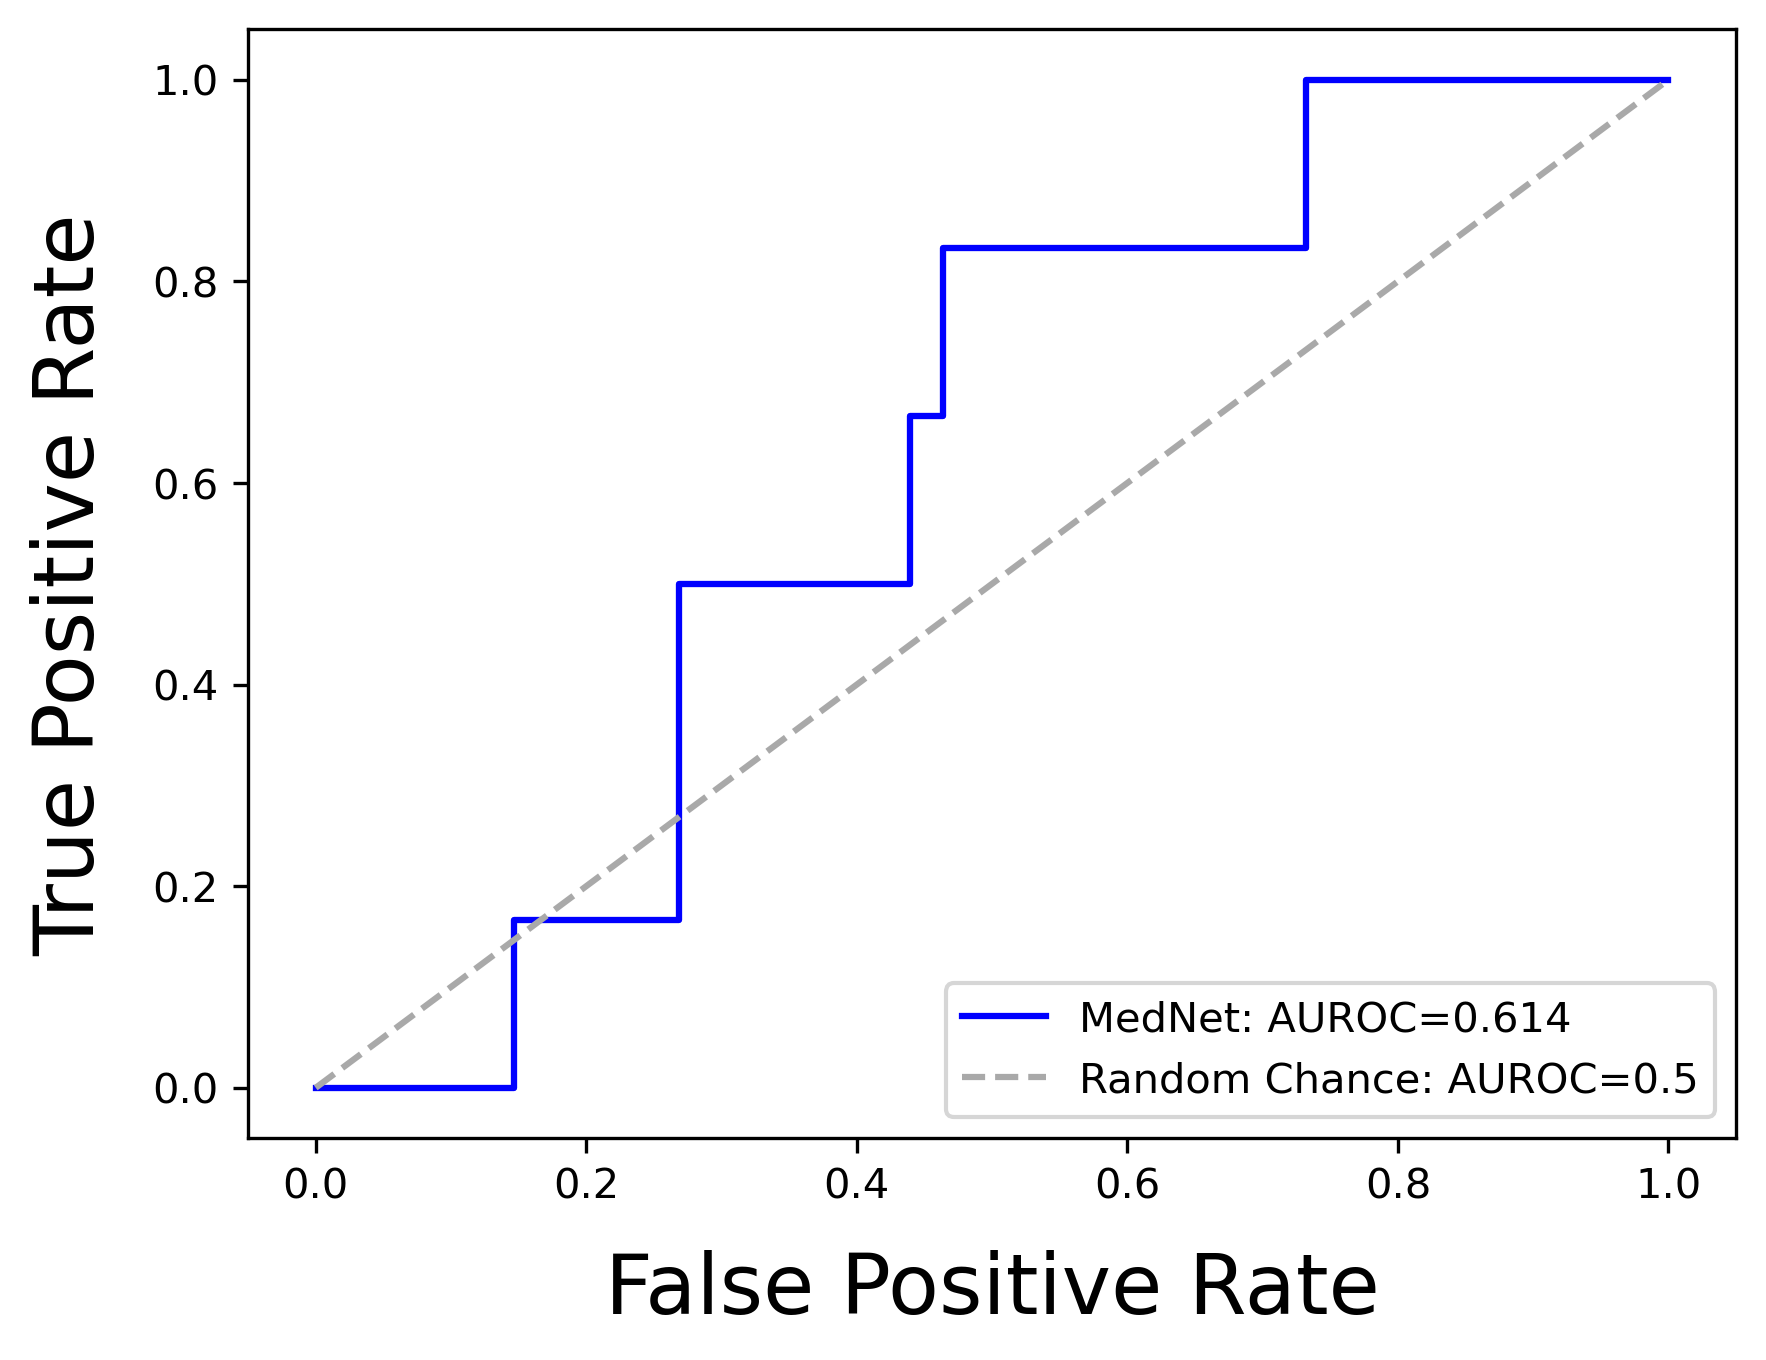 True Positive Rate
1.0
0.8
0.6
0.4
0.2
0.0
MedNet: AUROC=0.614
Random Chance: AUROC=0.5
0.0 0.2 0.4 0.6 0.8 1.0
False Positive Rate